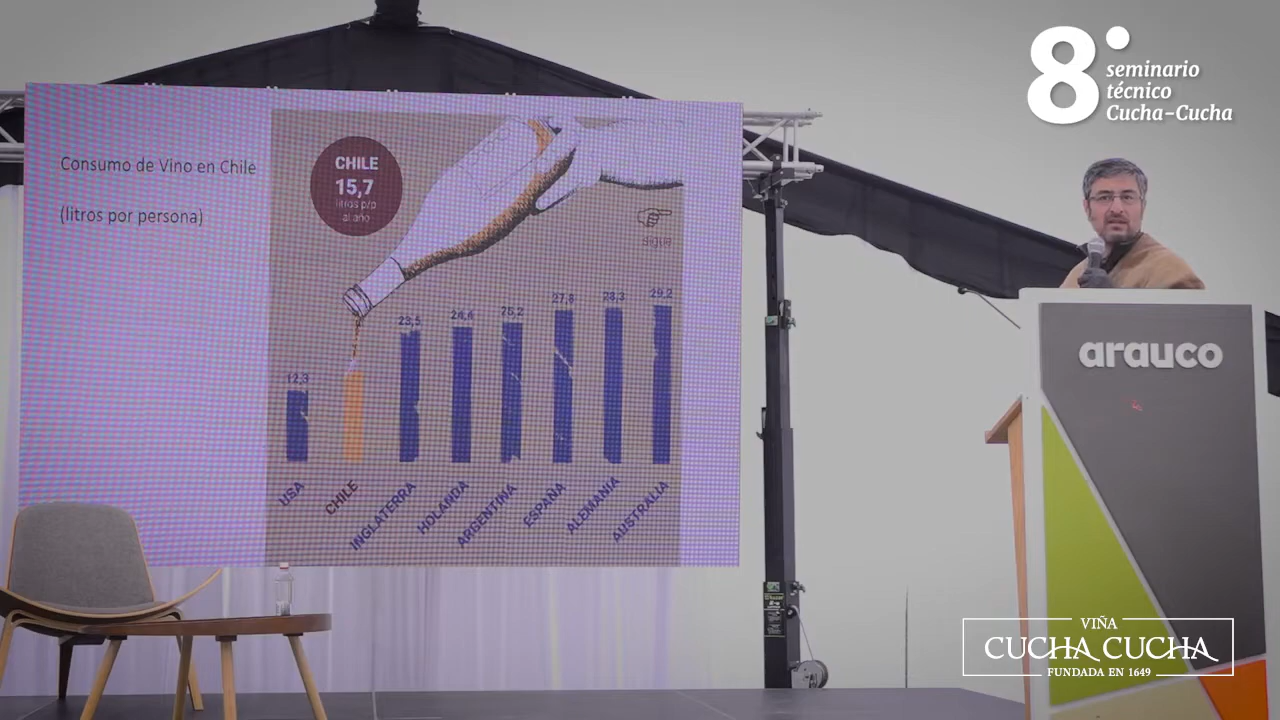 8º
seminario
técnico
Cucha-Cucha
Consumo de Vino en Chile
(litros por persona)
CHILE
15,7
litros p/p
al año
sigue
12,3
23,5
24,4
25,2
27,8
28,3
29,2
USA
CHILE
INGLATERRA
HOLANDA
ARGENTINA
ESPAÑA
ALEMANIA
AUSTRALIA
arauco
VIÑA
CUCHA CUCHA
FUNDADA EN 1649